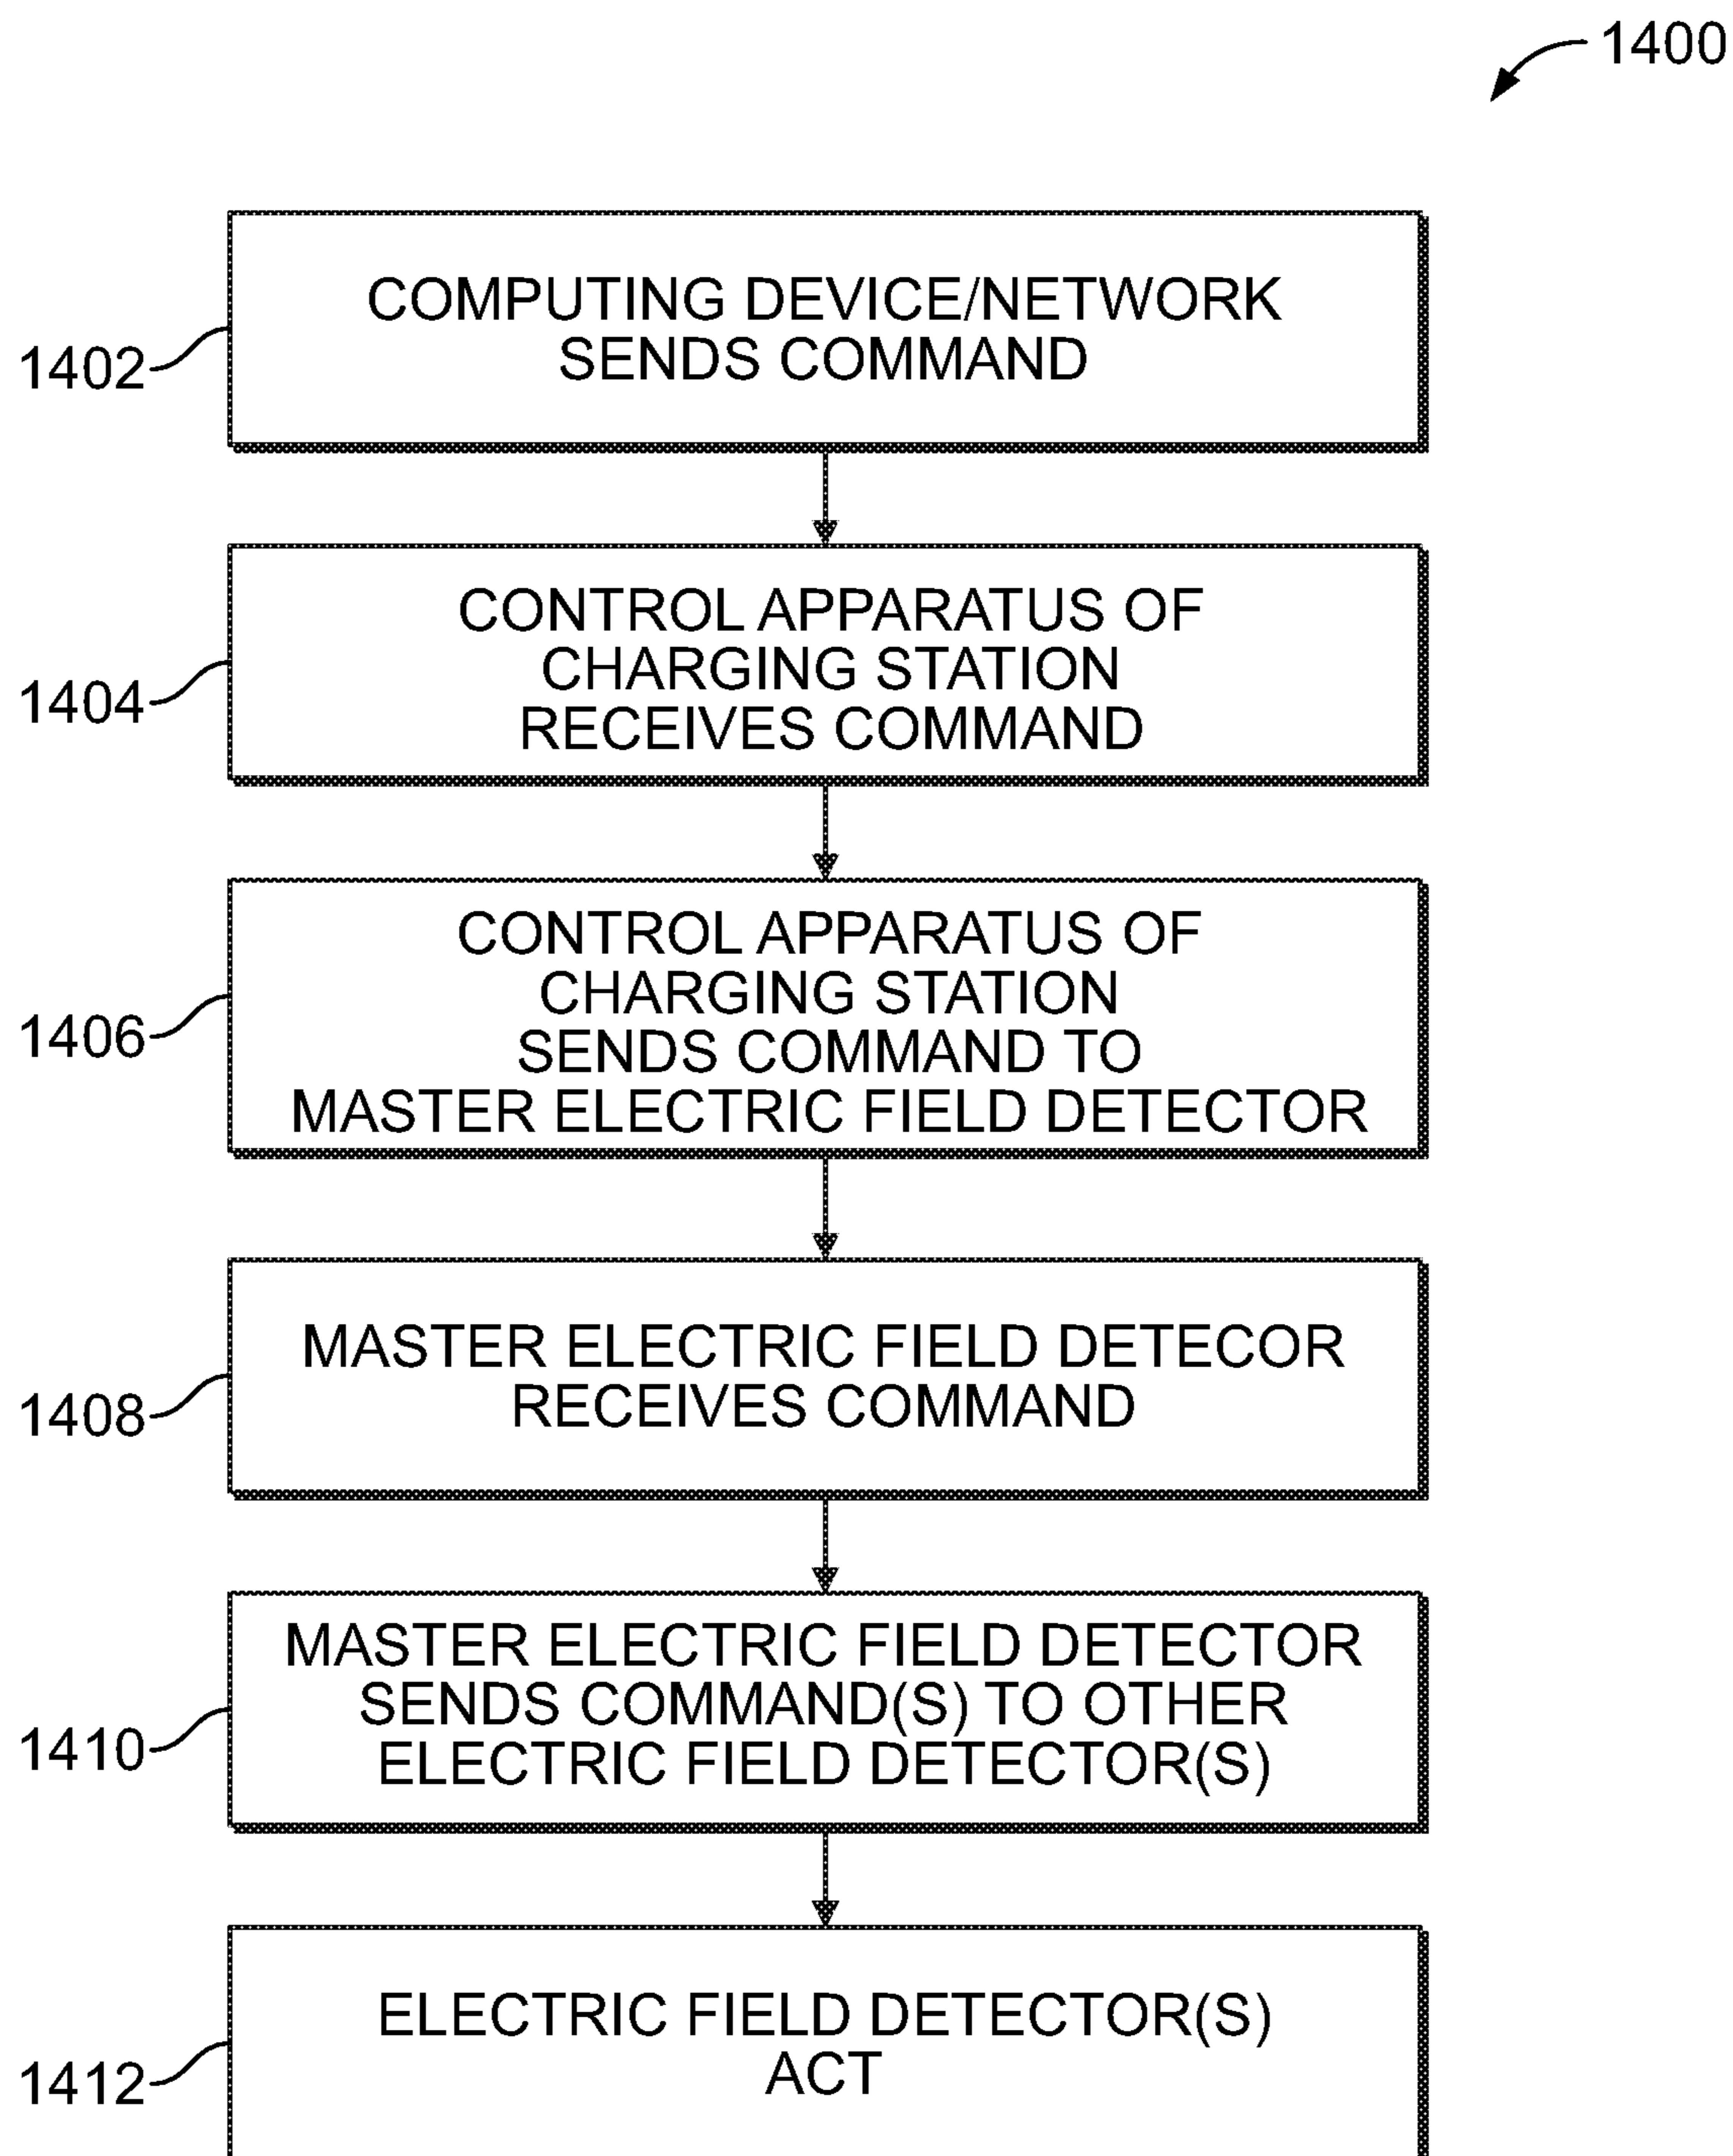 1400
COMPUTING DEVICE/NETWORK
SENDS COMMAND
1402
CONTROL APPARATUS OF
CHARGING STATION
RECEIVES COMMAND
1404
CONTROL APPARATUS OF
CHARGING STATION
SENDS COMMAND TO
MASTER ELECTRIC FIELD DETECTOR
1406
MASTER ELECTRIC FIELD DETECOR
RECEIVES COMMAND
1408
MASTER ELECTRIC FIELD DETECTOR
SENDS COMMAND(S) TO OTHER
ELECTRIC FIELD DETECTOR(S)
1410
ELECTRIC FIELD DETECTOR(S)
ACT
1412